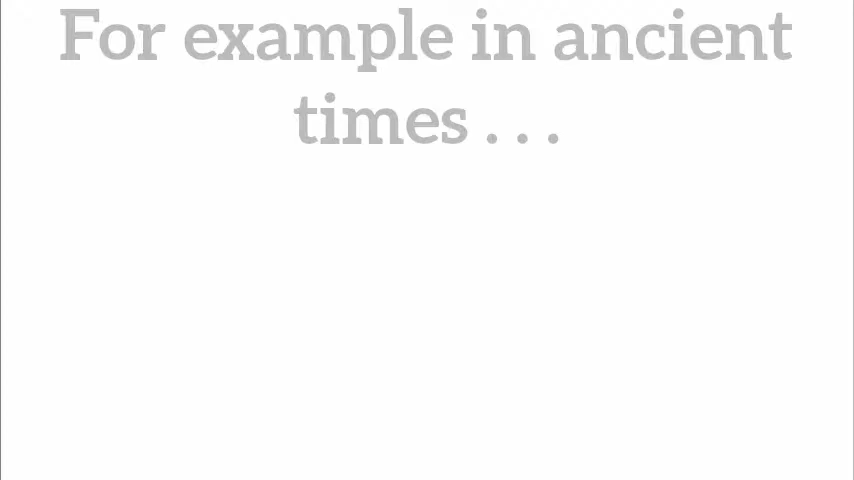 For example in ancient
times . . .